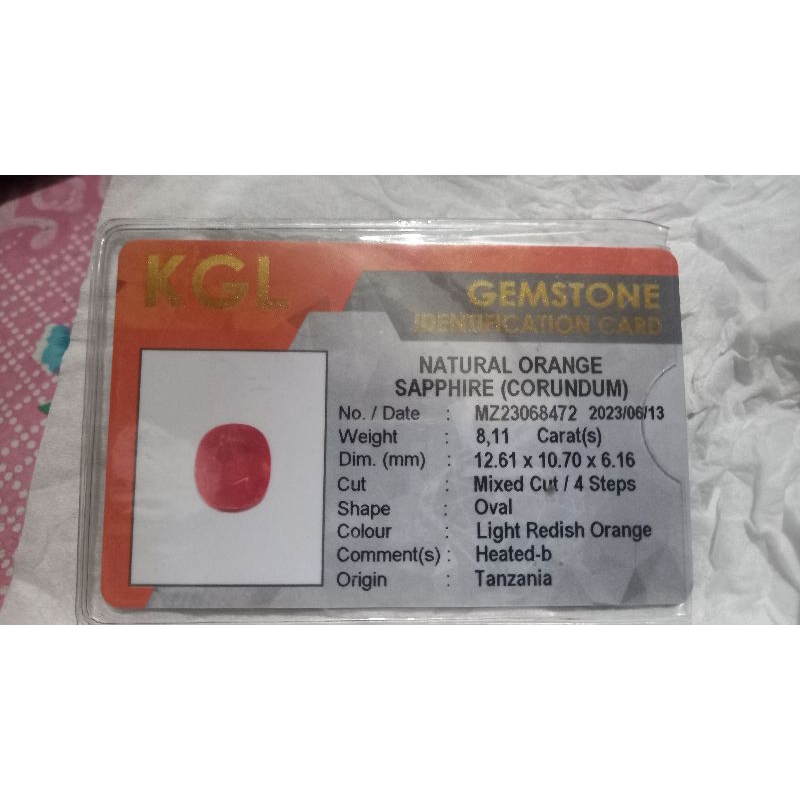 KGL
GEMSTONE
IDENTIFICATION CARD
NATURAL ORANGE
SAPPHIRE (CORUNDUM)
No. / Date : MZ23068472 2023/06/13
Weight : 8,11 Carat(s)
Dim. (mm) : 12.61 x 10.70 x 6.16
Cut : Mixed Cut / 4 Steps
Shape : Oval
Colour : Light Redish Orange
Comment(s) : Heated-b
Origin : Tanzania